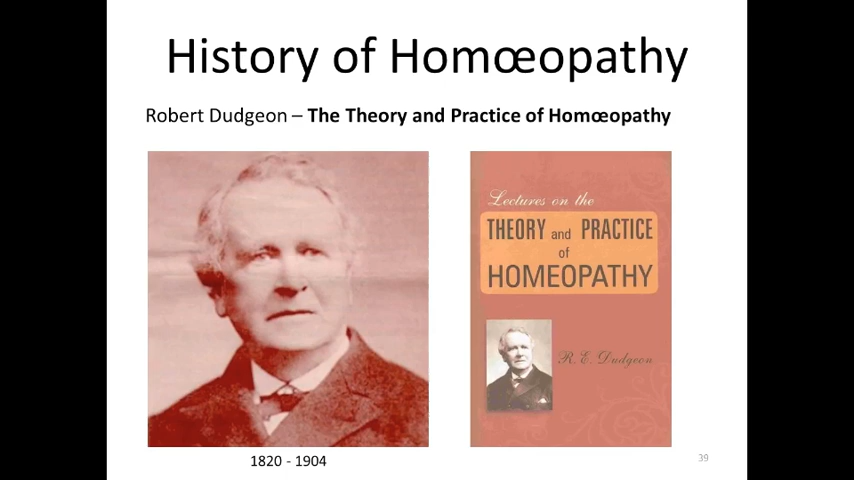 History of Homœopathy
Robert Dudgeon – The Theory and Practice of Homœopathy
Lectures on the
THEORY and PRACTICE
of
HOMEOPATHY
R. E. Dudgeon
1820 - 1904
39